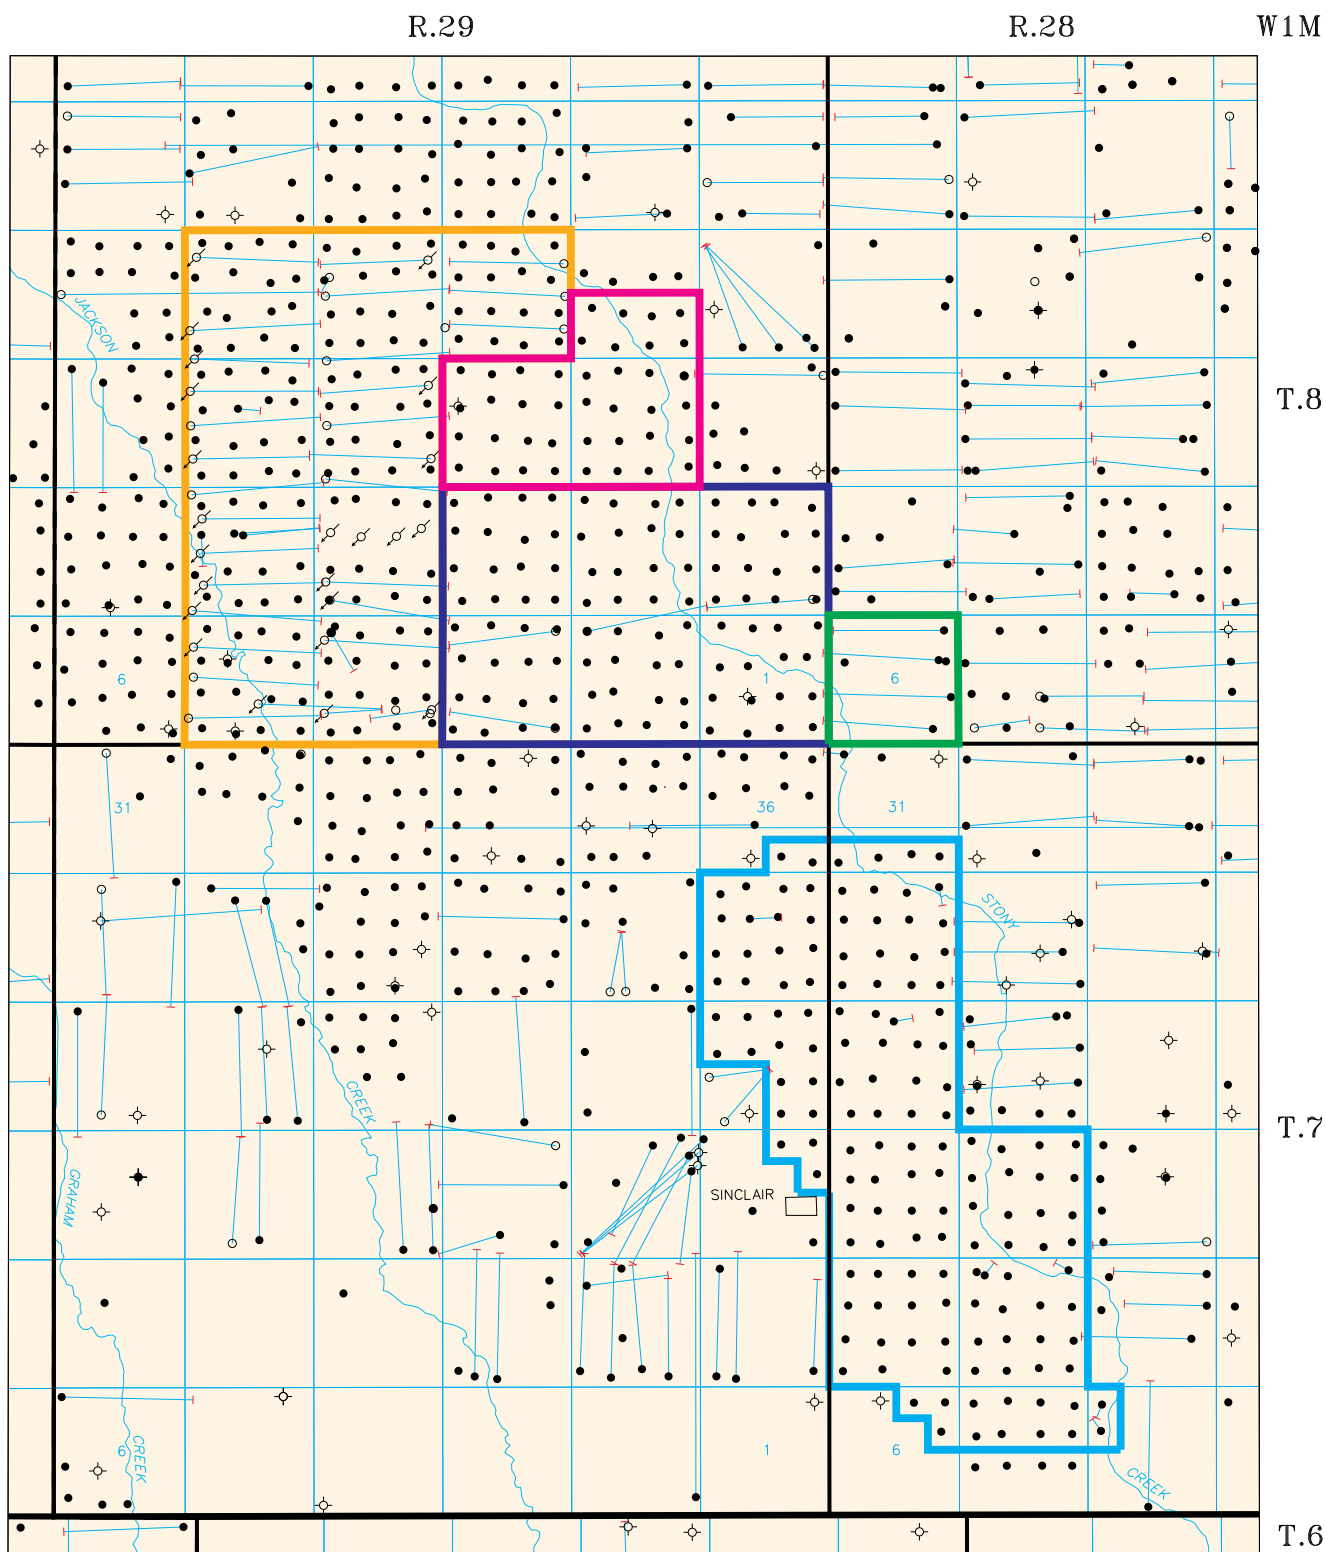 R.29 R.28 W1M
JACKSON
T.8
6 1 6
31 36 31
STONY
CREEK
T.7
GRAHAM
SINCLAIR
6 1 6
CREEK
CREEK
T.6